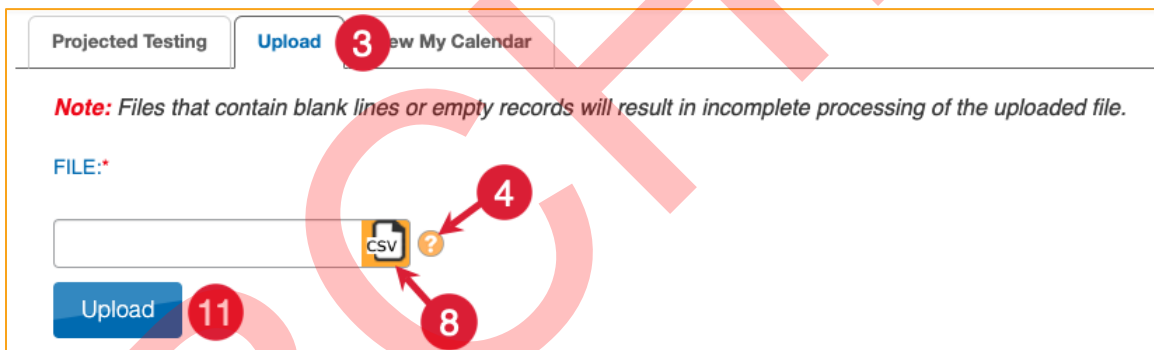 Projected Testing Upload 3 ew My Calendar
Note: Files that contain blank lines or empty records will result in incomplete processing of the uploaded file.
FILE:*
4
CSV ?
Upload 11
8